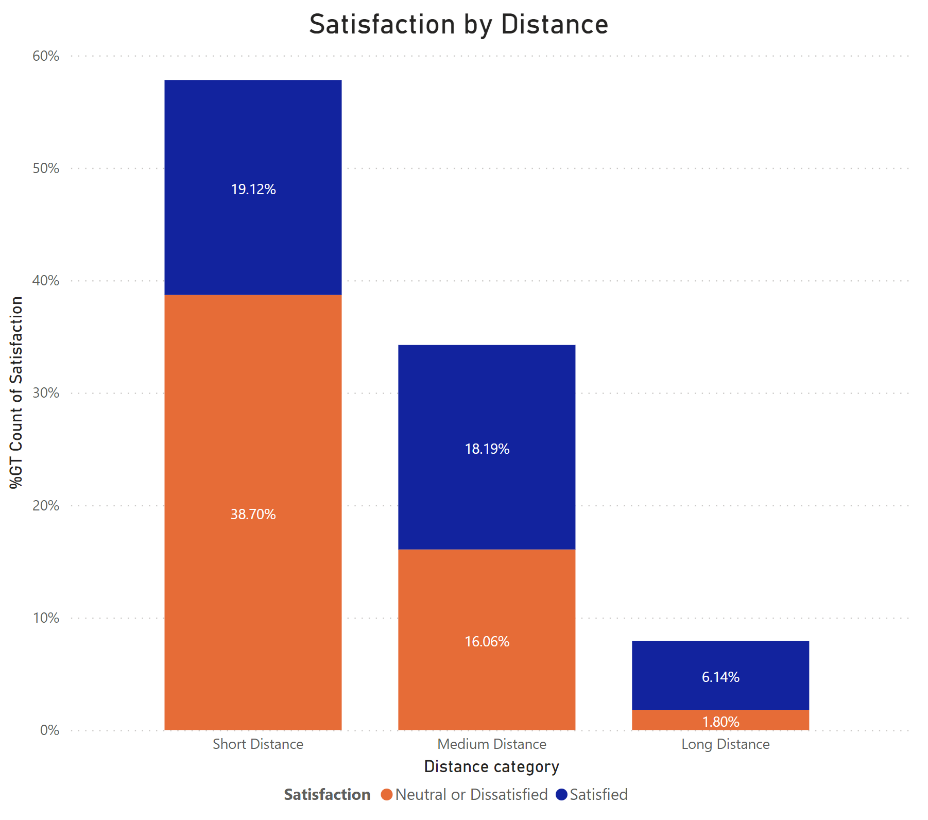 Satisfaction by Distance
60%
50%
40%
30%
20%
10%
0%
%GT Count of Satisfaction
19.12%
38.70%
18.19%
16.06%
6.14%
1.80%
Short Distance
Medium Distance
Long Distance
Distance category
Satisfaction Neutral or Dissatisfied Satisfied